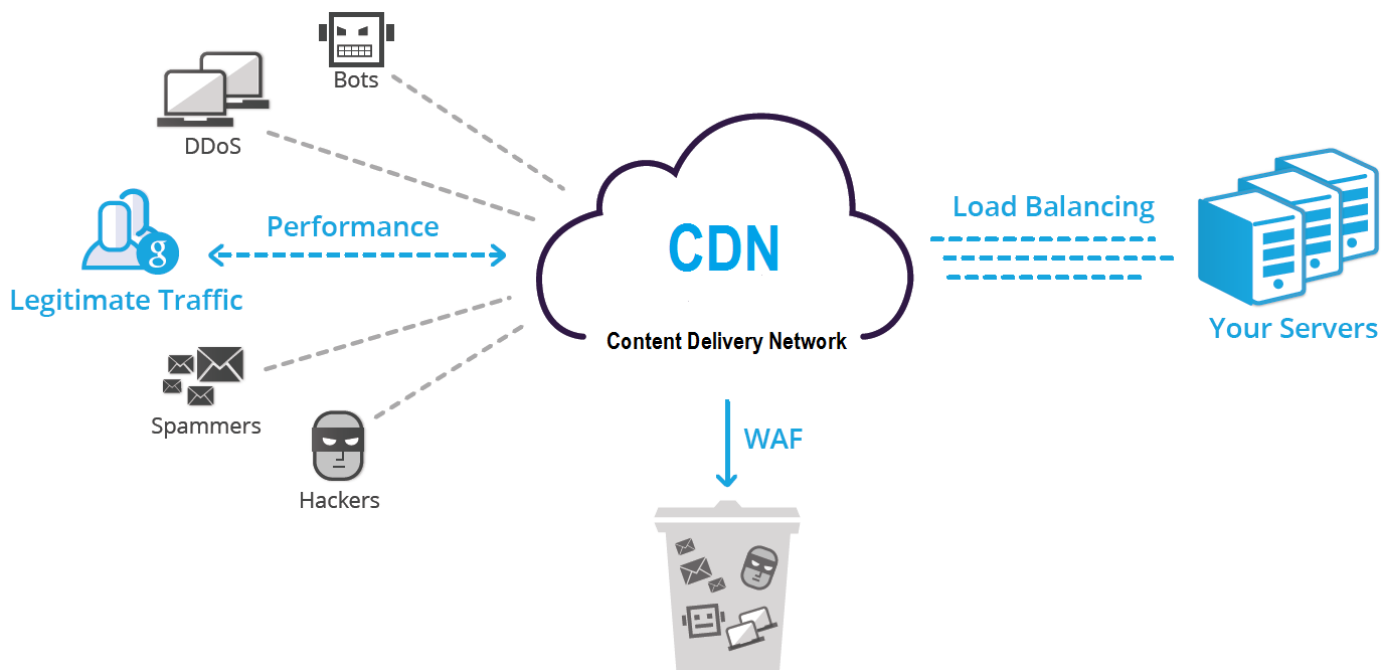 Bots
DDoS
Performance
g
Legitimate Traffic
CDN
Content Delivery Network
Load Balancing
Your Servers
Spammers
Hackers
WAF